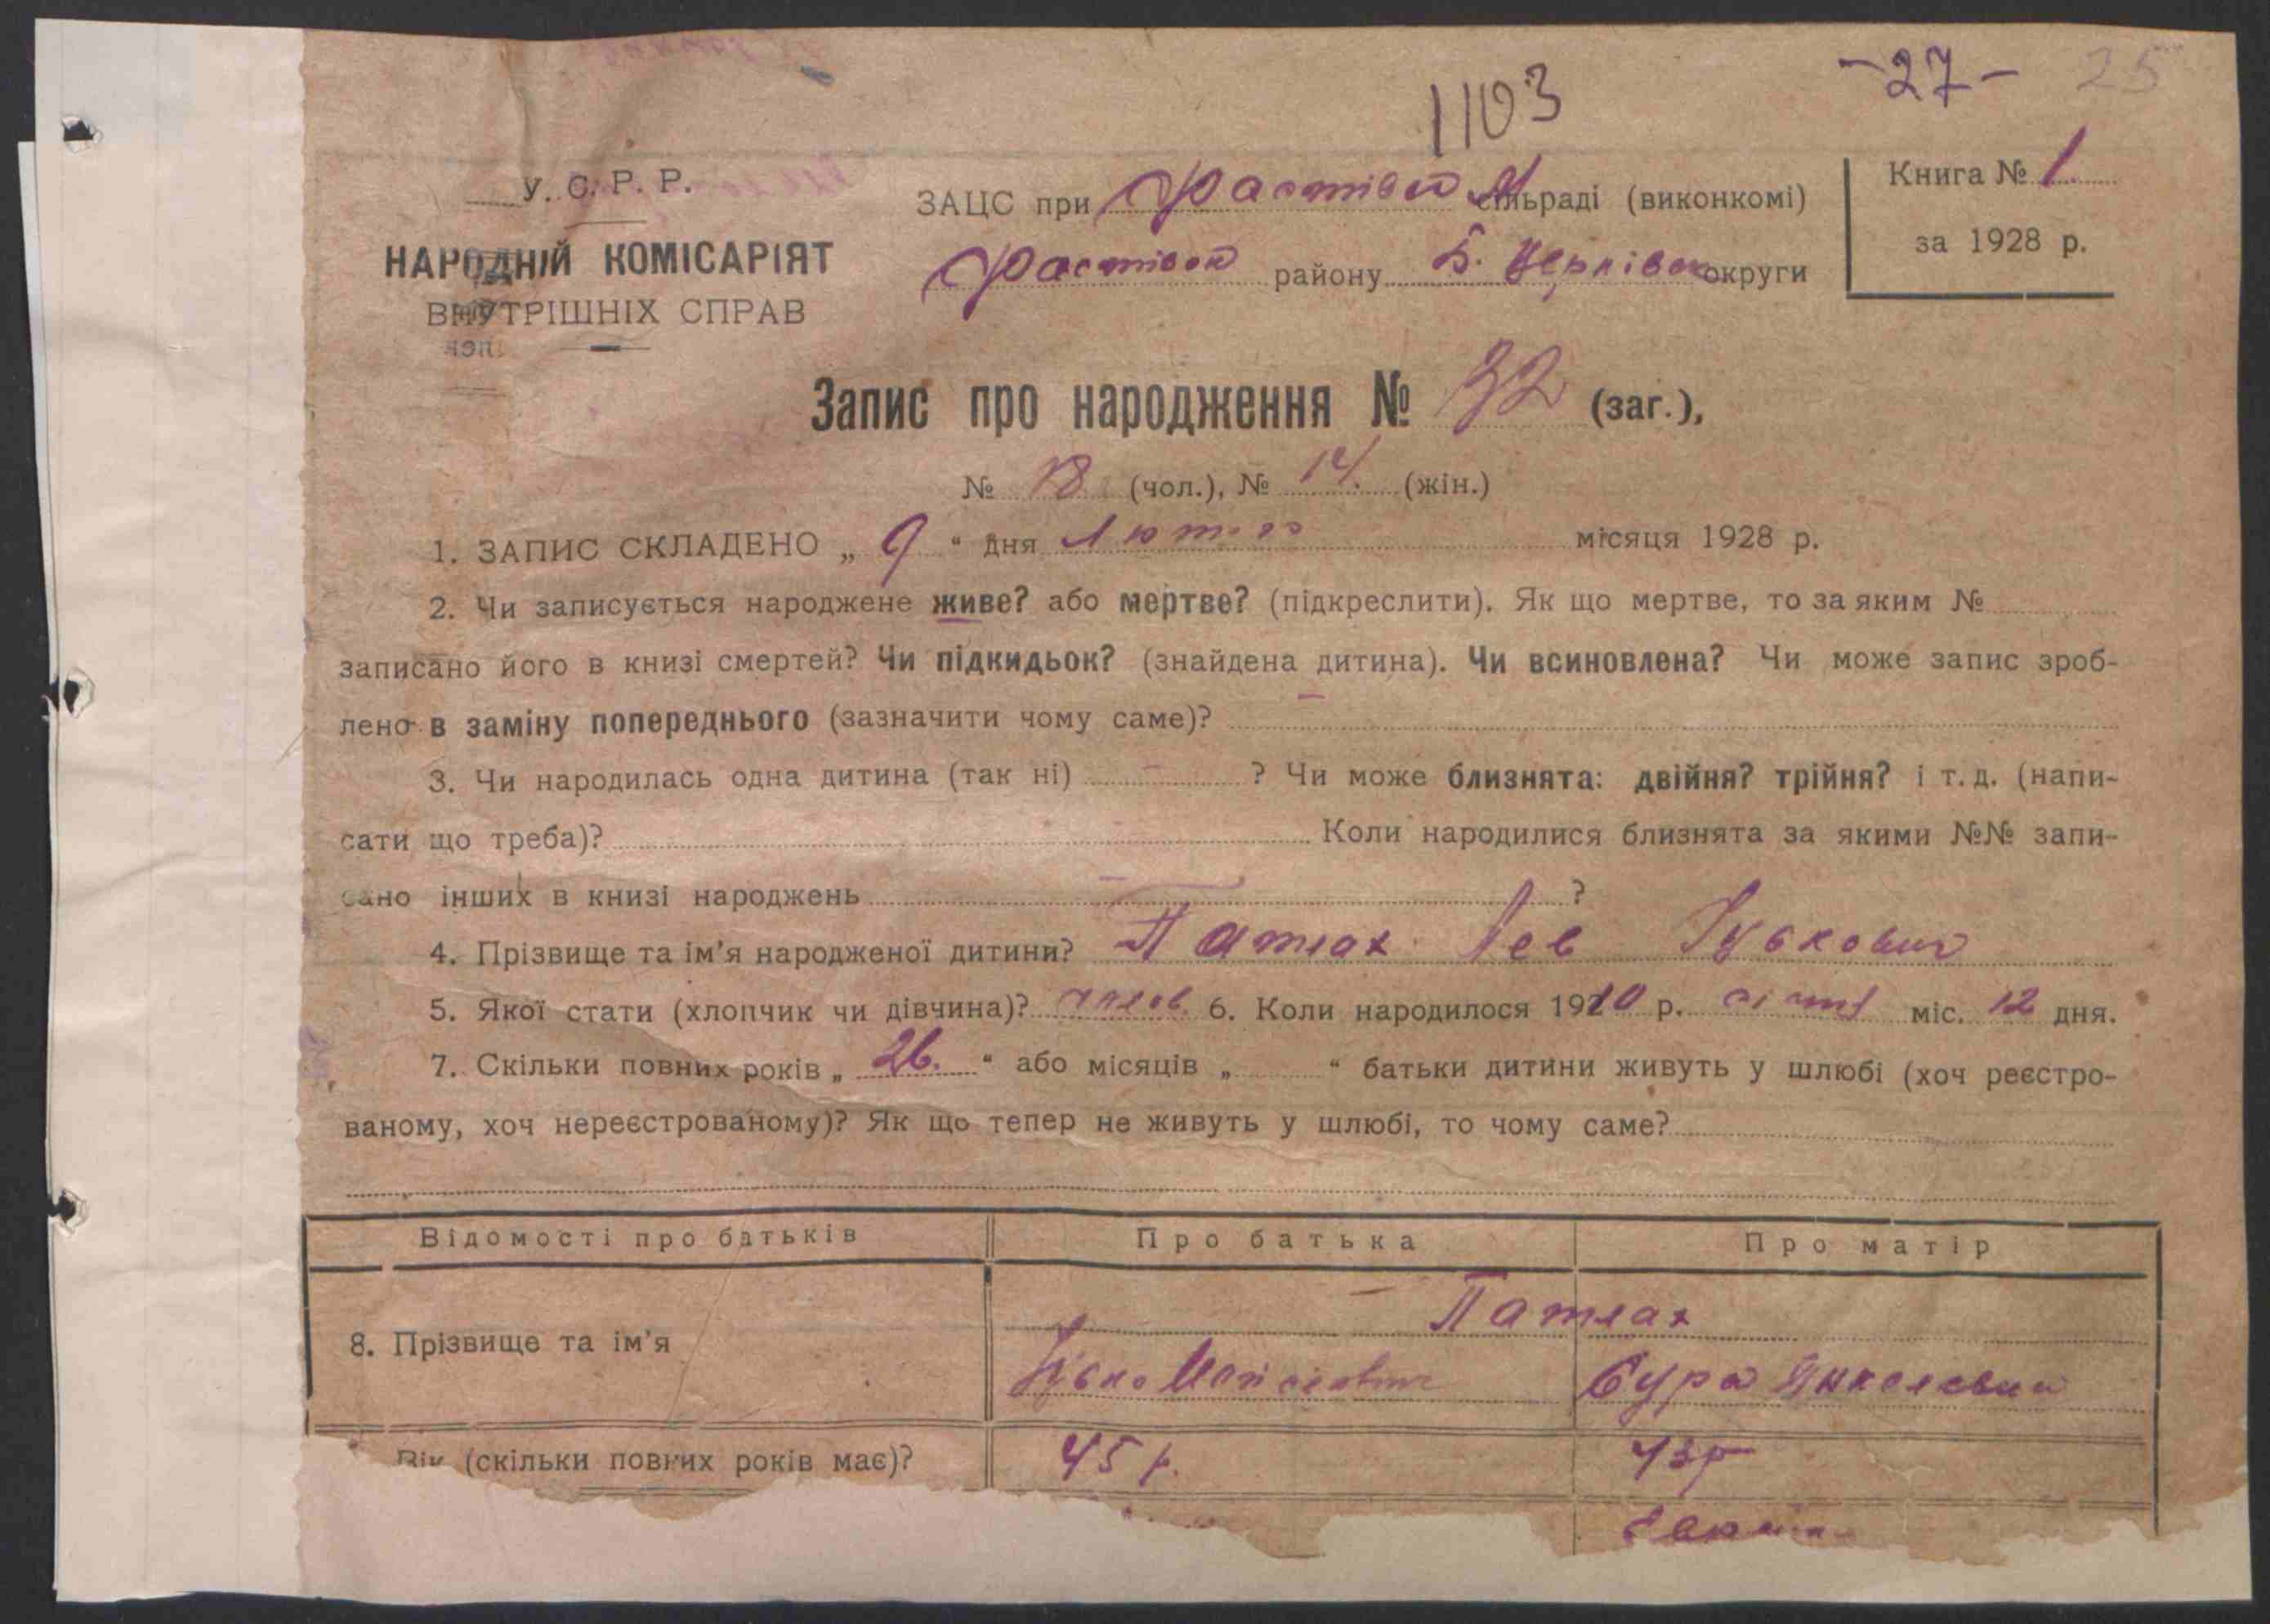 1103
-27- 25
У. С. Р. Р.
НАРОДНІЙ КОМІСАРІЯТ
ВНУТРІШНІХ СПРАВ
ЗАЦС при Фастівск М сільраді (виконкомі)
Фастівск району Б. Церківск округи
Книга № 1
за 1928 р.
Запис про народження № 32 (заг.),
№ 18 (чол.), № 14. (жін.)
1. ЗАПИС СКЛАДЕНО „ 9 “ дня Лютого місяця 1928 р.
2. Чи записується народжене живе? або мертве? (підкреслити). Як що мертве, то за яким №
записано його в книзі смертей? Чи підкидьок? (знайдена дитина). Чи всиновлена? Чи може запис зроб-
лено в заміну попереднього (зазначити чому саме)?
3. Чи народилась одна дитина (так ні) – ? Чи може близнята: двійня? трійня? і т. д. (напи-
сати що треба)? Коли народилися близнята за якими №№ запи-
сано інших в книзі народжень ?
4. Прізвище та ім'я народженої дитини? Патлах Лев
5. Якої стати (хлопчик чи дівчина)? 6. Коли народилося 1910 р. січня міс. 12 дня.
7. Скільки повних років „ 26. “ або місяців „ “ батьки дитини живуть у шлюбі (хоч реєстро-
ваному, хоч нереєстрованому)? Як що тепер не живуть у шлюбі, то чому саме?
Відомості про батьків Про батька Про матір
Патлах
8. Прізвище та ім'я
Сура
Вік (скільки повних років має)? 45 р. 43р